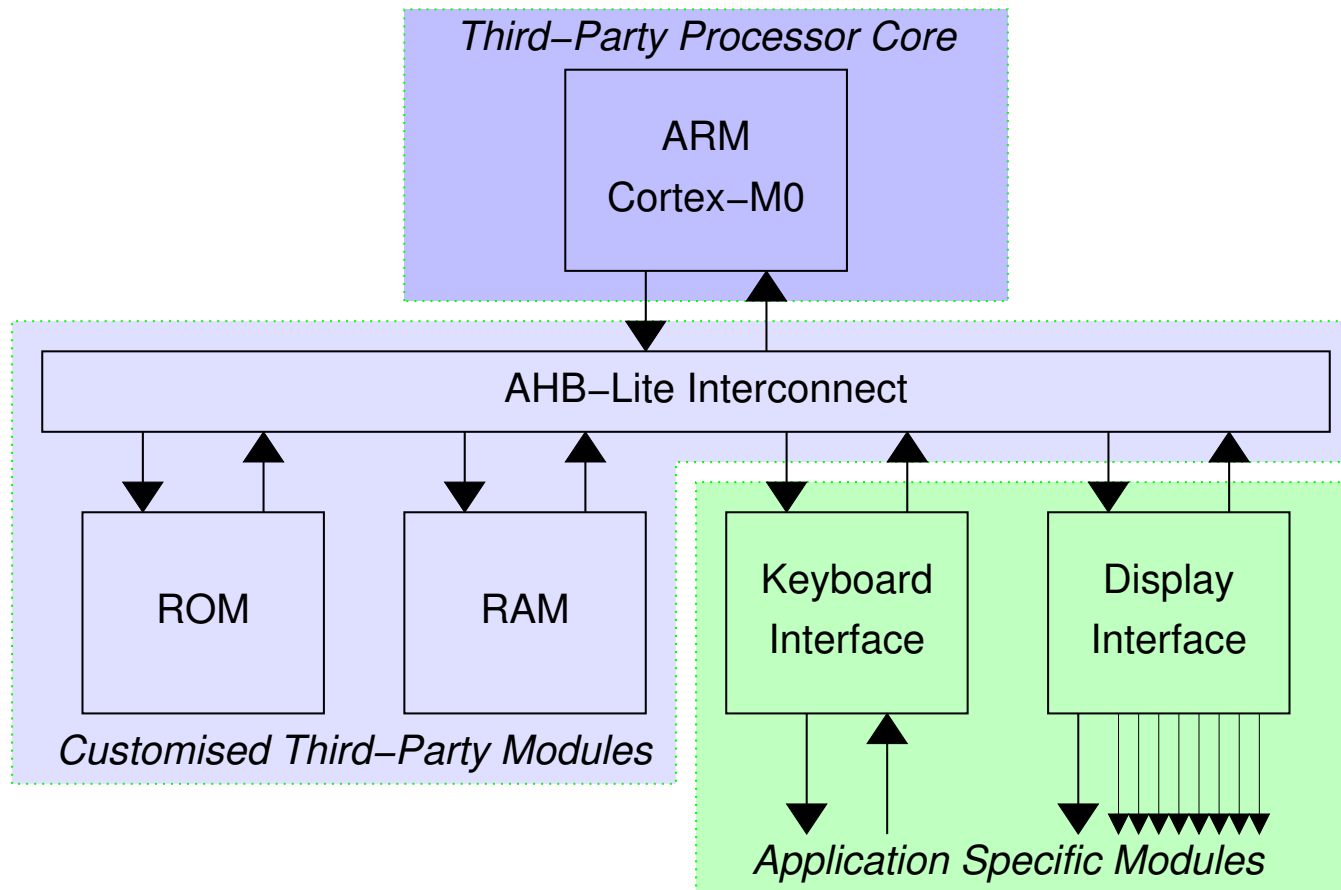 Third−Party Processor Core
ARM
Cortex−M0
AHB−Lite Interconnect
ROM
RAM
Keyboard
Interface
Display
Interface
Customised Third−Party Modules
Application Specific Modules